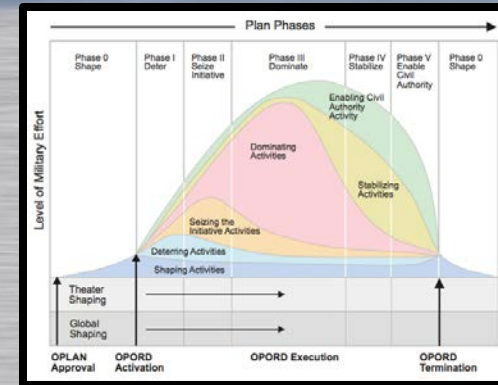 Plan Phases
Phase 0
Shape
Phase I
Deter
Phase II
Seize
Initiative
Phase III
Dominate
Phase IV
Stabilize
Phase V
Enable
Civil
Authority
Phase 0
Shape
Level of Military Effort
Enabling Civil
Authority
Activity
Dominating
Activities
Stabilizing
Activities
Seizing the
Initiative Activities
Deterring Activities
Shaping Activities
Theater
Shaping
Global
Shaping
OPLAN
Approval
OPORD
Activation
OPORD Execution
OPORD
Termination